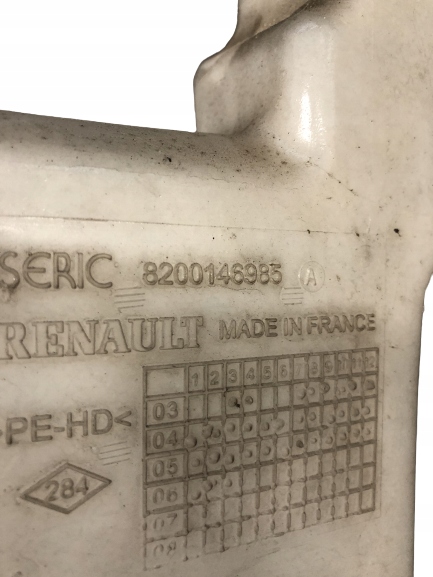 SERIC 8200146985 A
RENAULT MADE IN FRANCE
1 2 3 4 5 6 7 8 9 10 11 12
03
PE-HD< 04
05
284 06
07
08